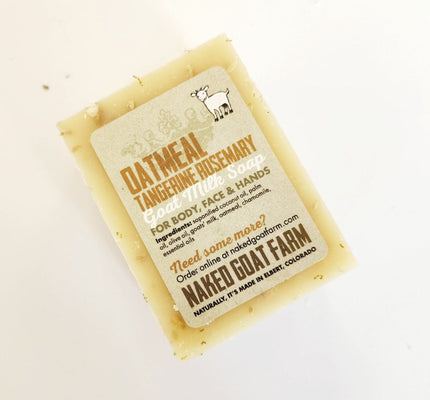 OATMEAL
TANGERINE ROSEMARY
Goat Milk Soap
FOR BODY, FACE & HANDS
Ingredients: saponified coconut oil, palm
oil, olive oil, goats' milk, oatmeal, chamomile,
essential oils
Need some more?
Order online at nakedgoatfarm.com
NAKED GOAT FARM
NATURALLY, IT'S MADE IN ELBERT, COLORADO